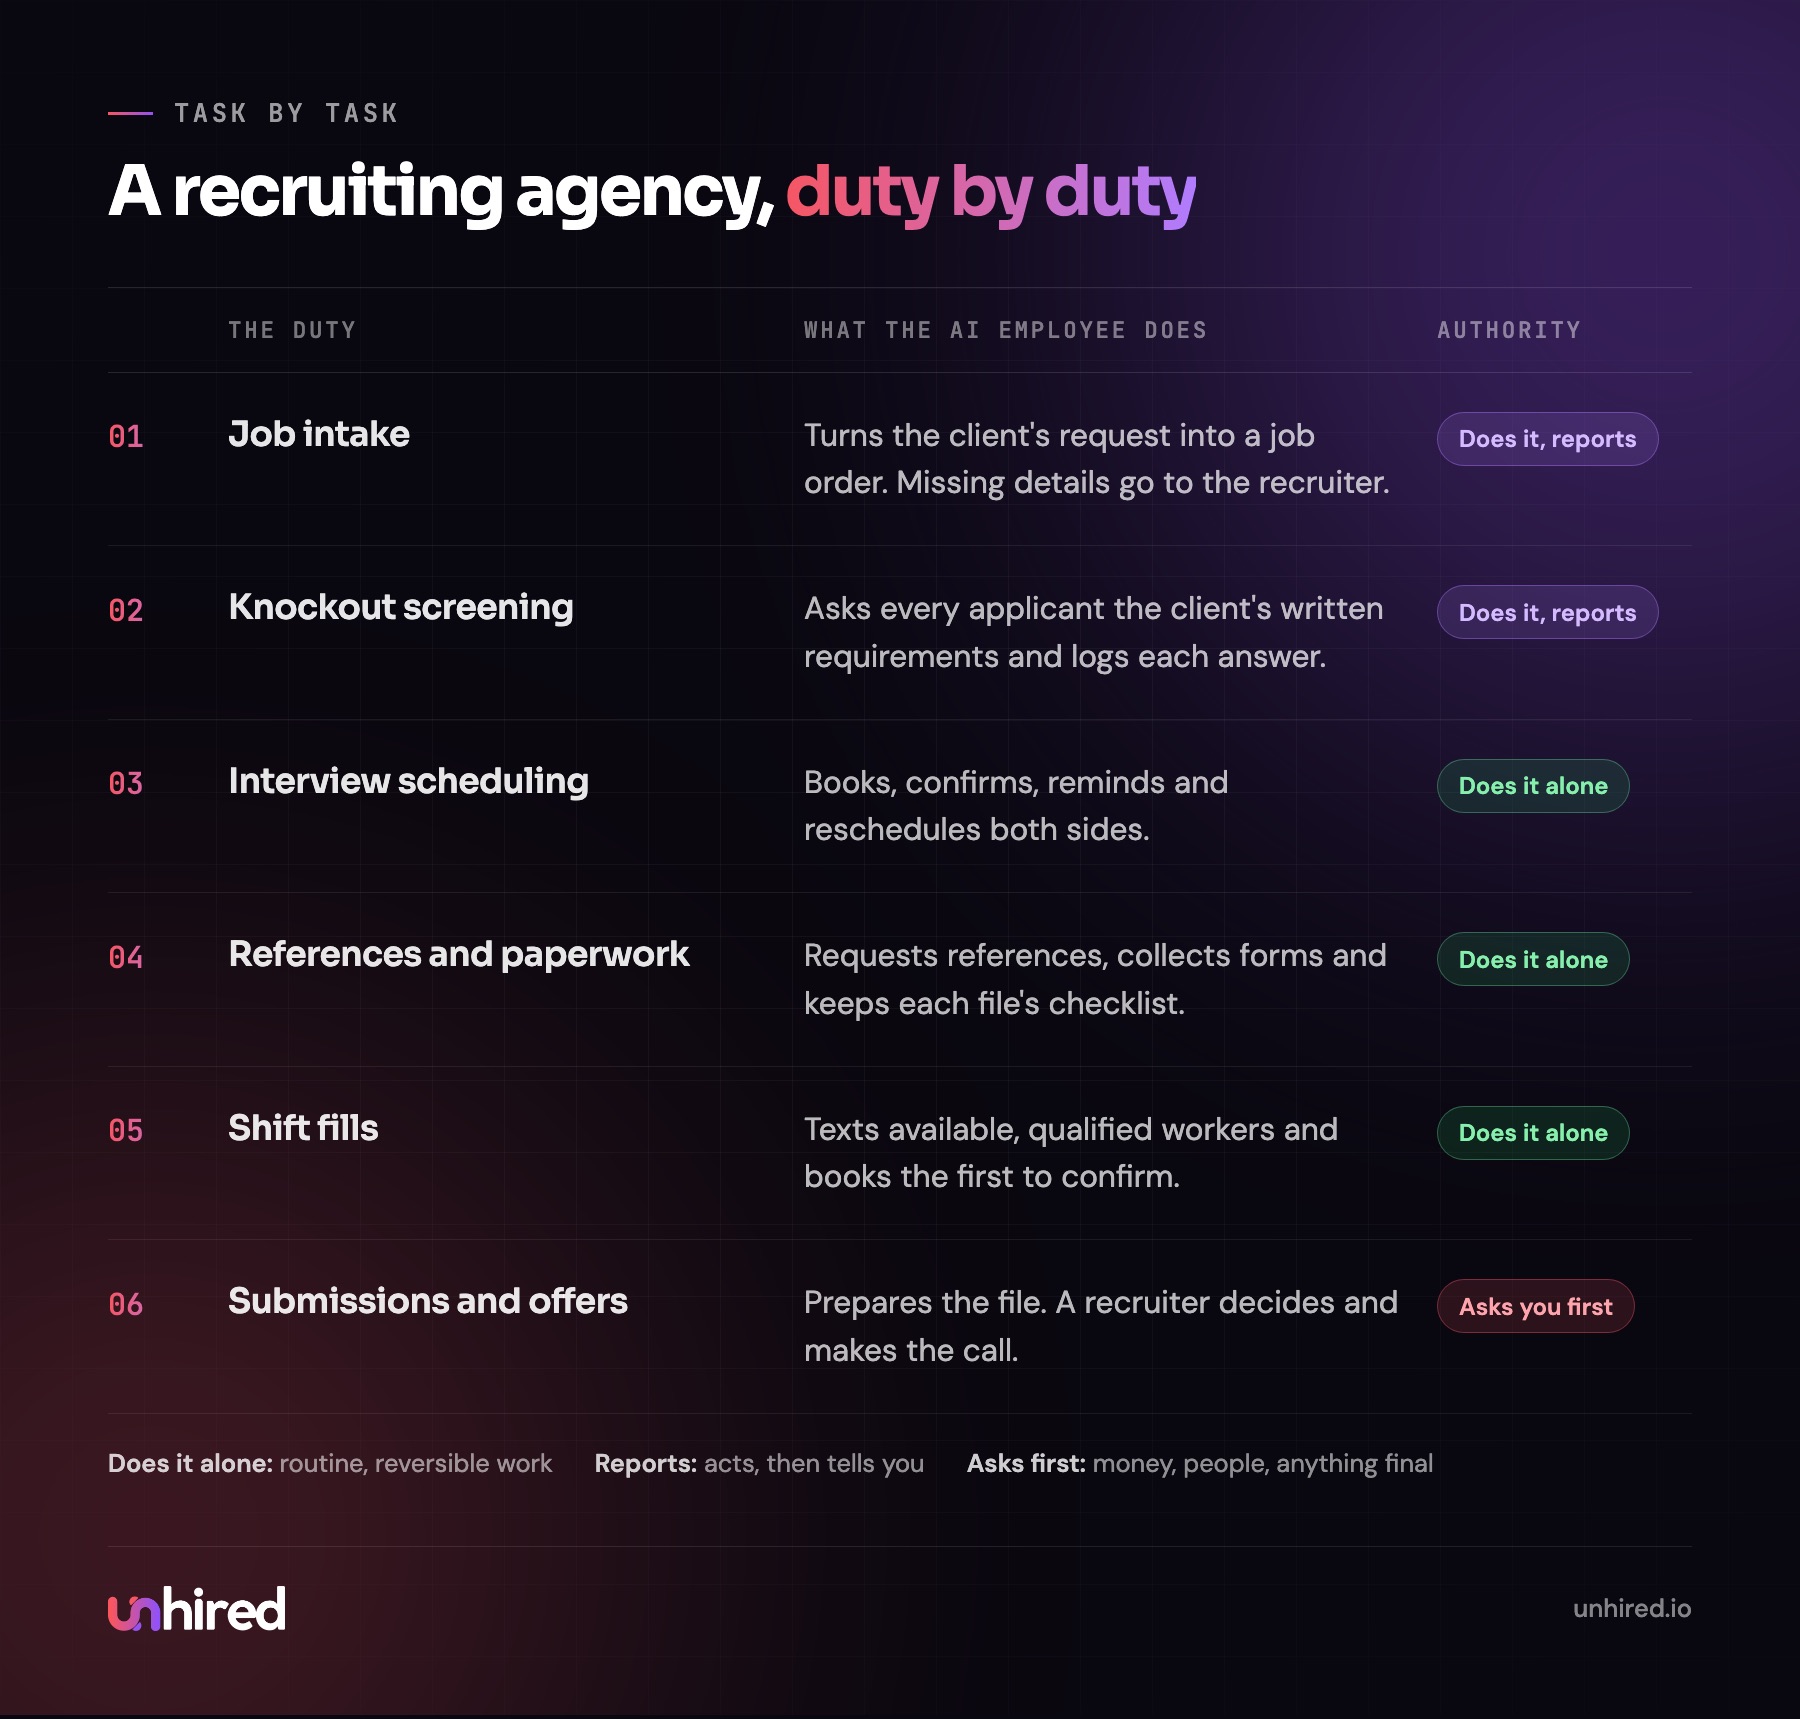 TASK BY TASK
A recruiting agency, duty by duty
THE DUTY WHAT THE AI EMPLOYEE DOES AUTHORITY
01 Job intake Turns the client's request into a job Does it, reports
order. Missing details go to the recruiter.
02 Knockout screening Asks every applicant the client's written Does it, reports
requirements and logs each answer.
03 Interview scheduling Books, confirms, reminds and Does it alone
reschedules both sides.
04 References and paperwork Requests references, collects forms and Does it alone
keeps each file's checklist.
05 Shift fills Texts available, qualified workers and Does it alone
books the first to confirm.
06 Submissions and offers Prepares the file. A recruiter decides and Asks you first
makes the call.
Does it alone: routine, reversible work Reports: acts, then tells you Asks first: money, people, anything final
unhired unhired.io